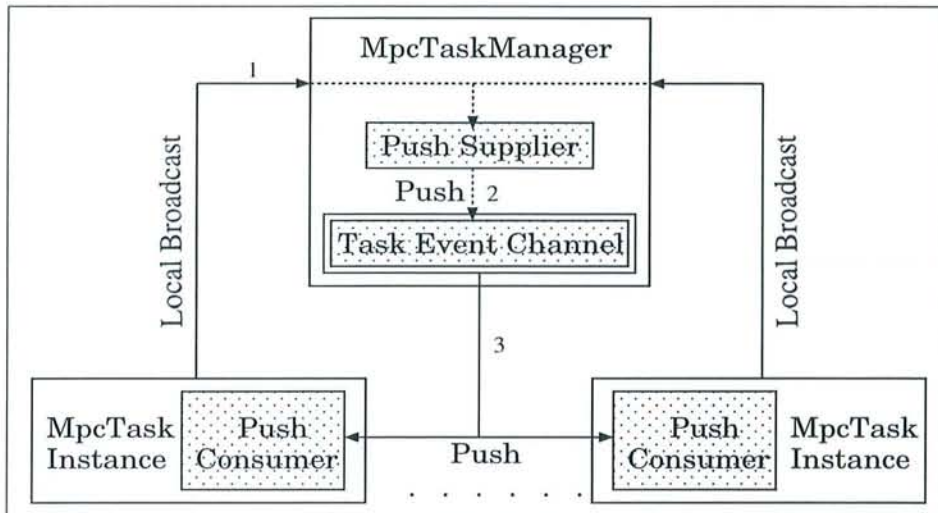 MpcTaskManager
1
Push Supplier
Push
2
Task Event Channel
Local Broadcast
Local Broadcast
3
MpcTask
Instance
Push
Consumer
Push
Push
Consumer
MpcTask
Instance
. . . . . .